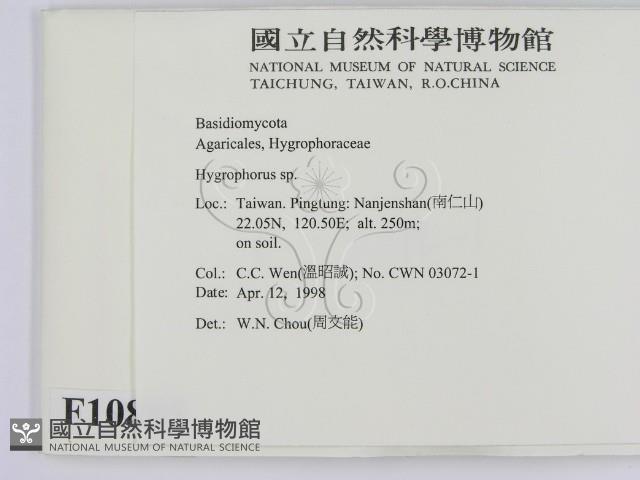 國立自然科學博物館
NATIONAL MUSEUM OF NATURAL SCIENCE
TAICHUNG, TAIWAN, R.O.CHINA
Basidiomycota
Agaricales, Hygrophoraceae
Hygrophorus sp.
Loc.: Taiwan. Pingtung: Nanjenshan(南仁山)
22.05N, 120.50E; alt. 250m;
on soil.
Col.: C.C. Wen(溫昭誠); No. CWN 03072-1
Date: Apr. 12, 1998
Det.: W.N. Chou(周文能)
F108
國立自然科學博物館
NATIONAL MUSEUM OF NATURAL SCIENCE